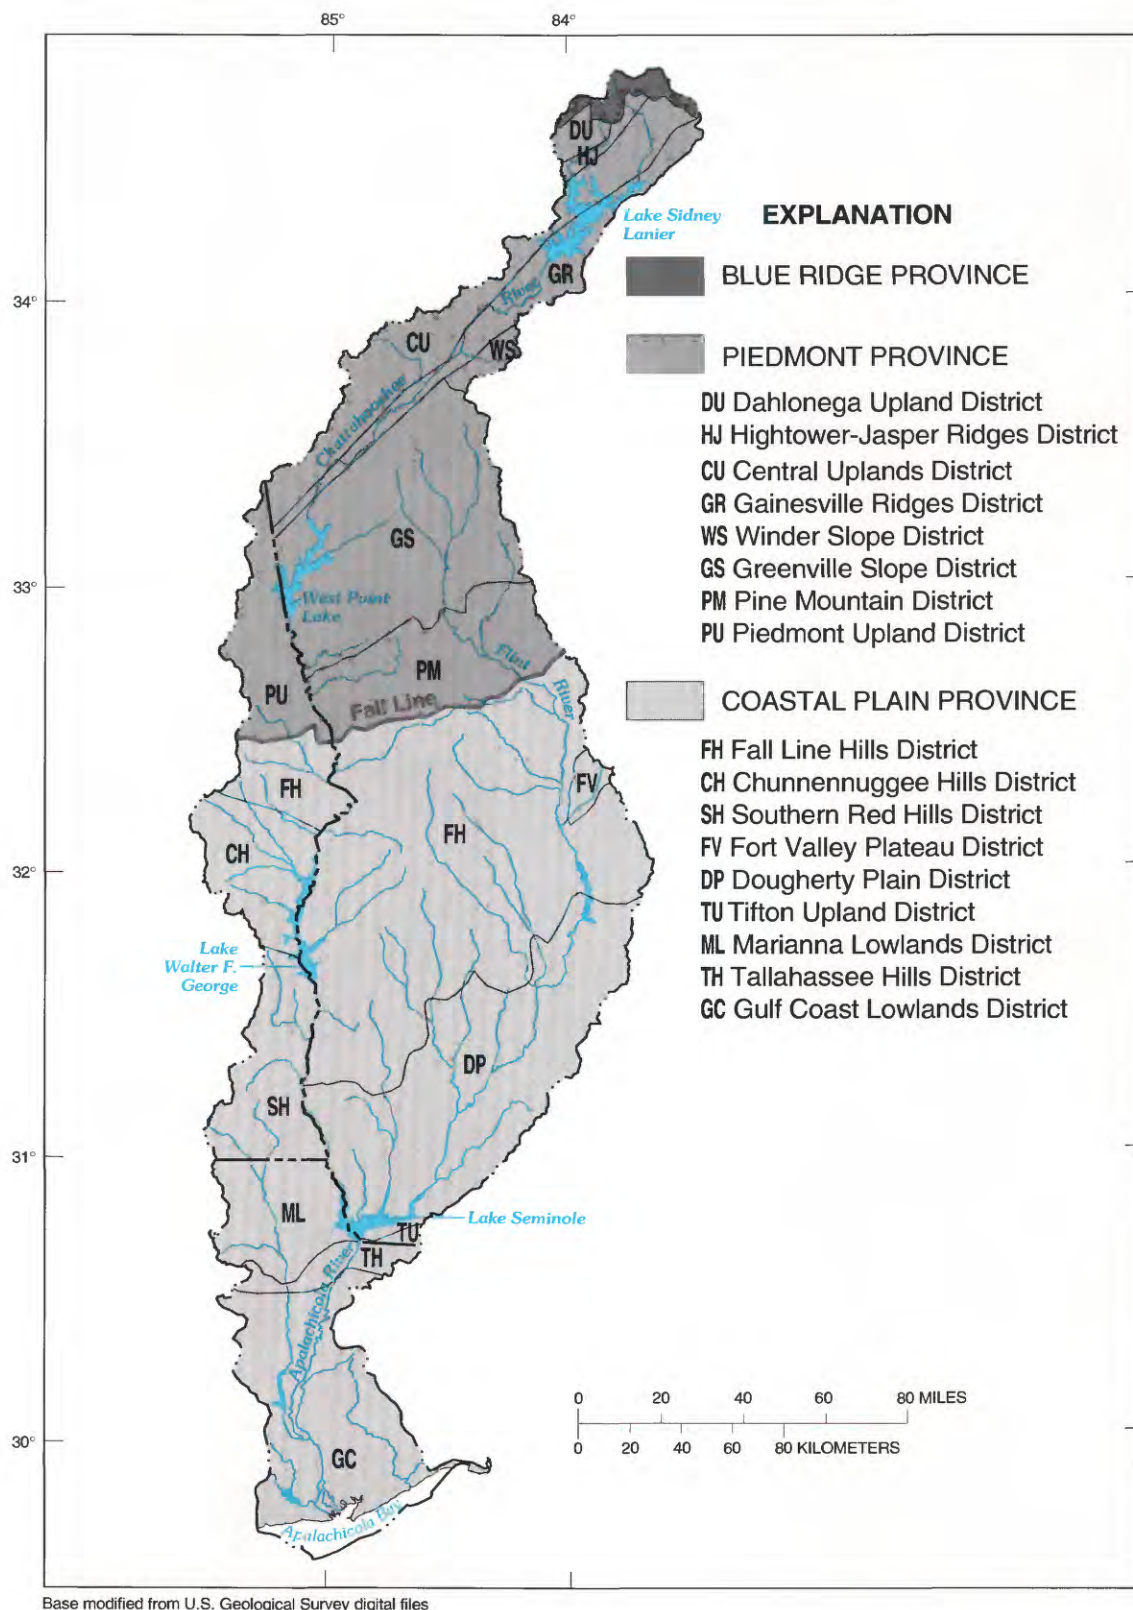 85°
84°
DU
HJ
Lake Sidney
Lanier
GR
River
34°
CU
WS
Chattahoochee
GS
33°
West Point
Lake
Flint
PM
PU
Fall Line
River
FH
FV
FH
CH
32°
Lake
Walter F.
George
DP
SH
31°
ML
Lake Seminole
TU
TH
Apalachicola River
30°
GC
Apalachicola Bay
EXPLANATION
BLUE RIDGE PROVINCE
PIEDMONT PROVINCE
DU Dahlonega Upland District
HJ Hightower-Jasper Ridges District
CU Central Uplands District
GR Gainesville Ridges District
WS Winder Slope District
GS Greenville Slope District
PM Pine Mountain District
PU Piedmont Upland District
COASTAL PLAIN PROVINCE
FH Fall Line Hills District
CH Chunnennuggee Hills District
SH Southern Red Hills District
FV Fort Valley Plateau District
DP Dougherty Plain District
TU Tifton Upland District
ML Marianna Lowlands District
TH Tallahassee Hills District
GC Gulf Coast Lowlands District
0 20 40 60 80 MILES
0 20 40 60 80 KILOMETERS
Base modified from U.S. Geological Survey digital files